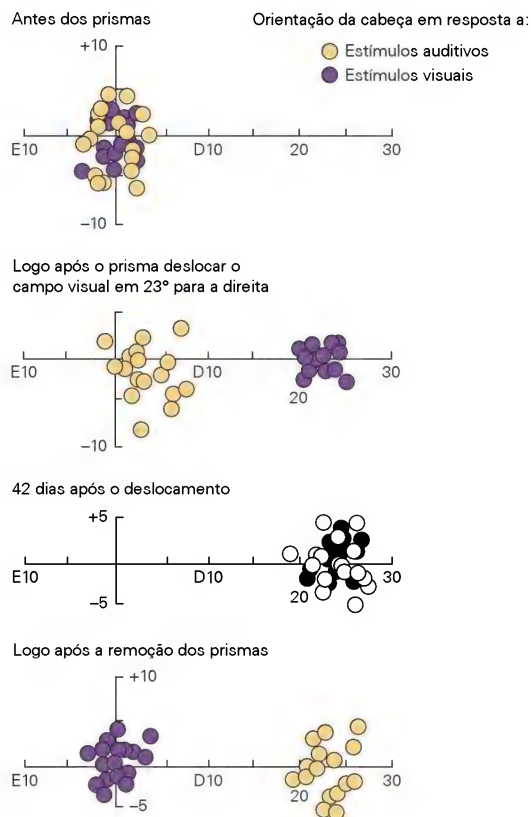 Antes dos prismas
Orientação da cabeça em resposta a:
Estímulos auditivos
Estímulos visuais
+10
E10 D10 20 30
−10
Logo após o prisma deslocar o
campo visual em 23° para a direita
E10 D10 20 30
−10
42 dias após o deslocamento
+5
E10 D10 20 30
−5
Logo após a remoção dos prismas
+10
E10 D10 20 30
−5